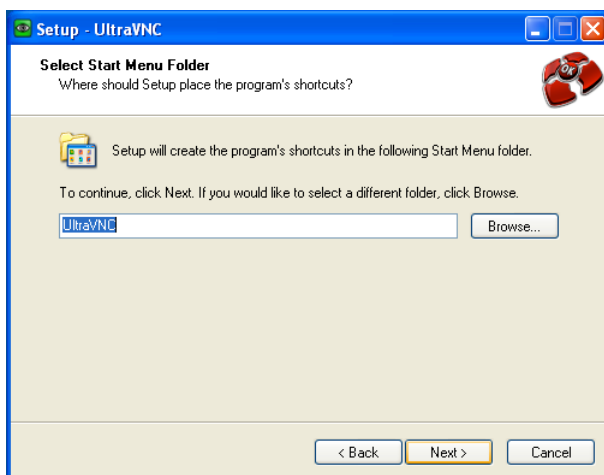 Setup - UltraVNC
Select Start Menu Folder
Where should Setup place the program's shortcuts?
OK
Setup will create the program's shortcuts in the following Start Menu folder.
To continue, click Next. If you would like to select a different folder, click Browse.
UltraVNC
Browse...
< Back
Next >
Cancel